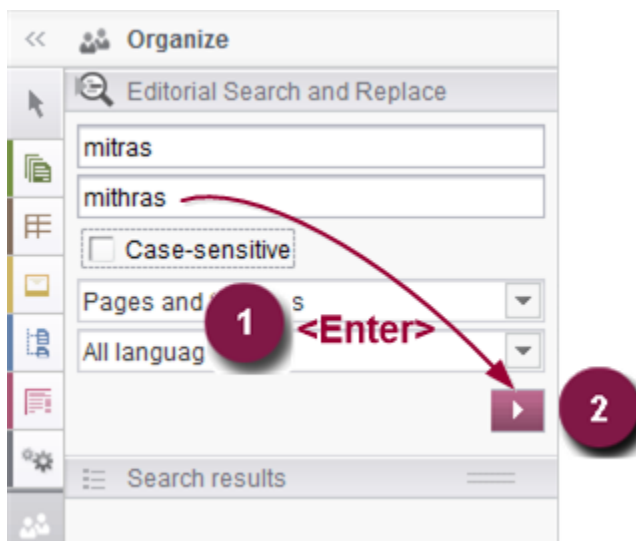 << Organize
Editorial Search and Replace
mitras
mithras
Case-sensitive
Pages and s
1 <Enter>
All languag
2
Search results